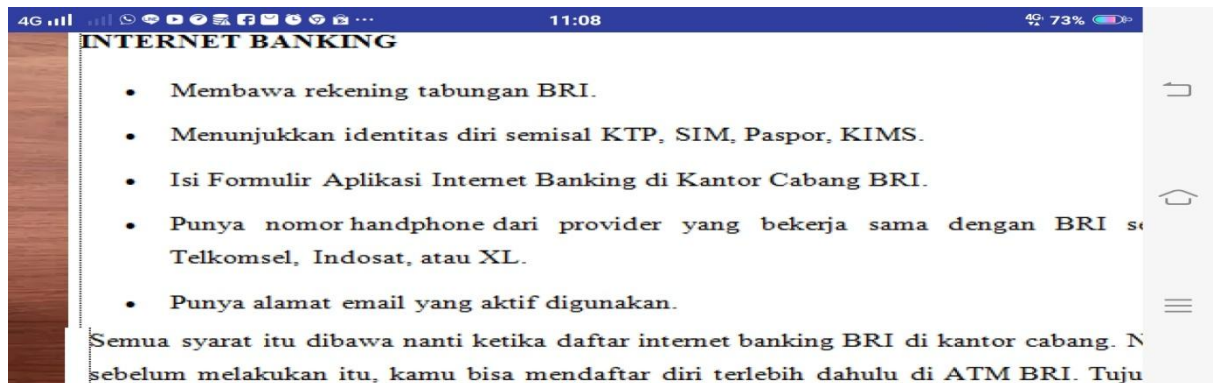 4G 11:08 4G 73%
INTERNET BANKING
• Membawa rekening tabungan BRI.
• Menunjukkan identitas diri semisal KTP, SIM, Paspor, KIMS.
• Isi Formulir Aplikasi Internet Banking di Kantor Cabang BRI.
• Punya nomor handphone dari provider yang bekerja sama dengan BRI
Telkomsel, Indosat, atau XL.
• Punya alamat email yang aktif digunakan.
Semua syarat itu dibawa nanti ketika daftar internet banking BRI di kantor cabang.
sebelum melakukan itu, kamu bisa mendaftar diri terlebih dahulu di ATM BRI.